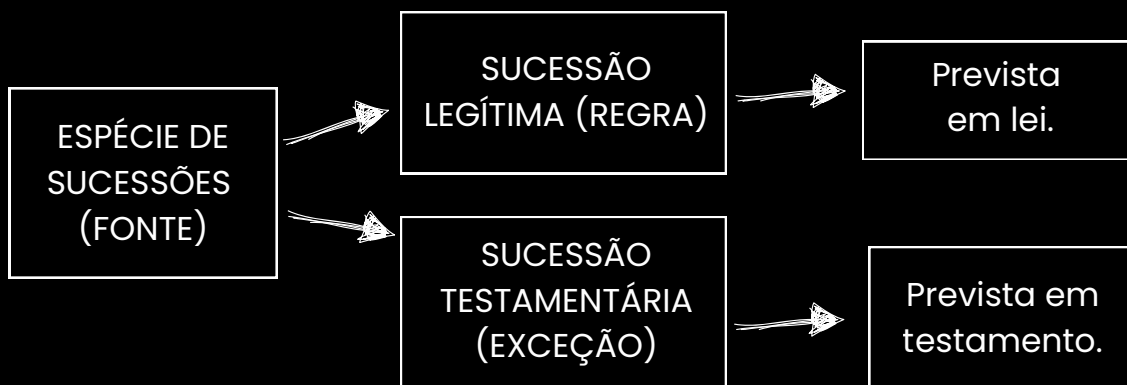 ESPÉCIE DE
SUCESSÕES
(FONTE)
SUCESSÃO
LEGÍTIMA (REGRA)
Prevista
em lei.
SUCESSÃO
TESTAMENTÁRIA
(EXCEÇÃO)
Prevista em
testamento.